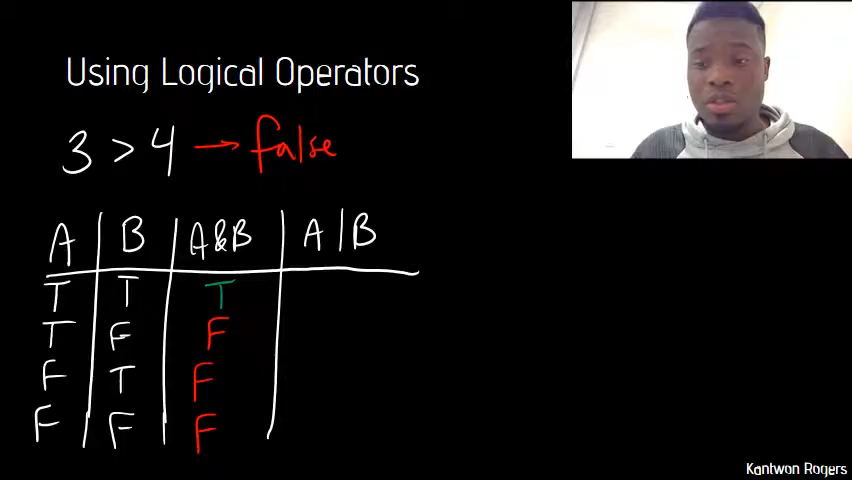 Using Logical Operators
3 > 4 → false
A B A&B A|B
T T T
T F F
F T F
F F F
Kantwon Rogers